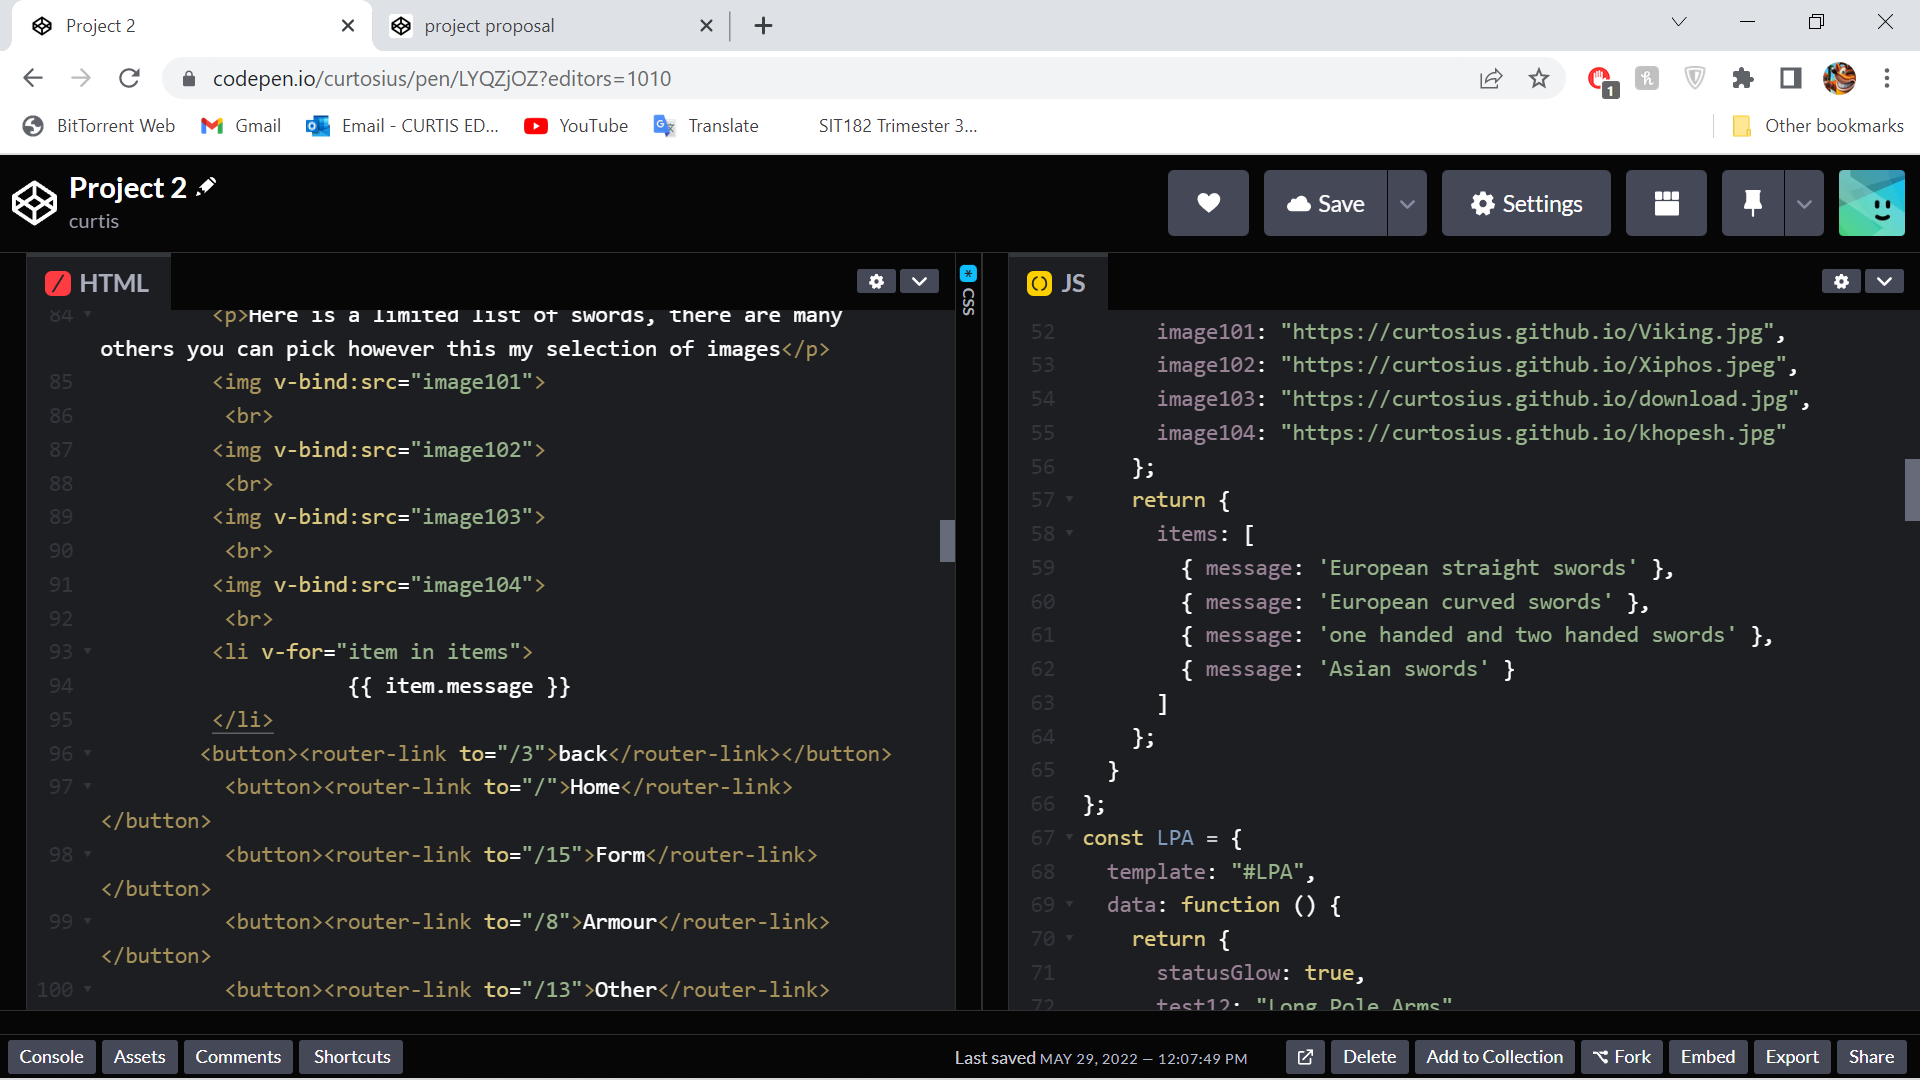 Project 2
project proposal
codepen.io/curtosius/pen/LYQZjOZ?editors=1010
1
BitTorrent Web
Gmail
Email - CURTIS ED...
YouTube
Translate
SIT182 Trimester 3...
Other bookmarks
Project 2
curtis
Save
Settings
HTML
84 <p>Here is a limited list of swords, there are many
others you can pick however this my selection of images</p>
85 <img v-bind:src="image101">
86 <br>
87 <img v-bind:src="image102">
88 <br>
89 <img v-bind:src="image103">
90 <br>
91 <img v-bind:src="image104">
92 <br>
93 <li v-for="item in items">
94 {{ item.message }}
95 </li>
96 <button><router-link to="/3">back</router-link></button>
97 <button><router-link to="/">Home</router-link>
</button>
98 <button><router-link to="/15">Form</router-link>
</button>
99 <button><router-link to="/8">Armour</router-link>
</button>
100 <button><router-link to="/13">Other</router-link>
* CSS
JS
52 image101: "https://curtosius.github.io/Viking.jpg",
53 image102: "https://curtosius.github.io/Xiphos.jpeg",
54 image103: "https://curtosius.github.io/download.jpg",
55 image104: "https://curtosius.github.io/khopesh.jpg"
56 };
57 return {
58 items: [
59 { message: 'European straight swords' },
60 { message: 'European curved swords' },
61 { message: 'one handed and two handed swords' },
62 { message: 'Asian swords' }
63 ]
64 };
65 }
66 };
67 const LPA = {
68 template: "#LPA",
69 data: function () {
70 return {
71 statusGlow: true,
72 test12: "Long Pole Arms"
Console
Assets
Comments
Shortcuts
Last saved MAY 29, 2022 — 12:07:49 PM
Delete
Add to Collection
Fork
Embed
Export
Share